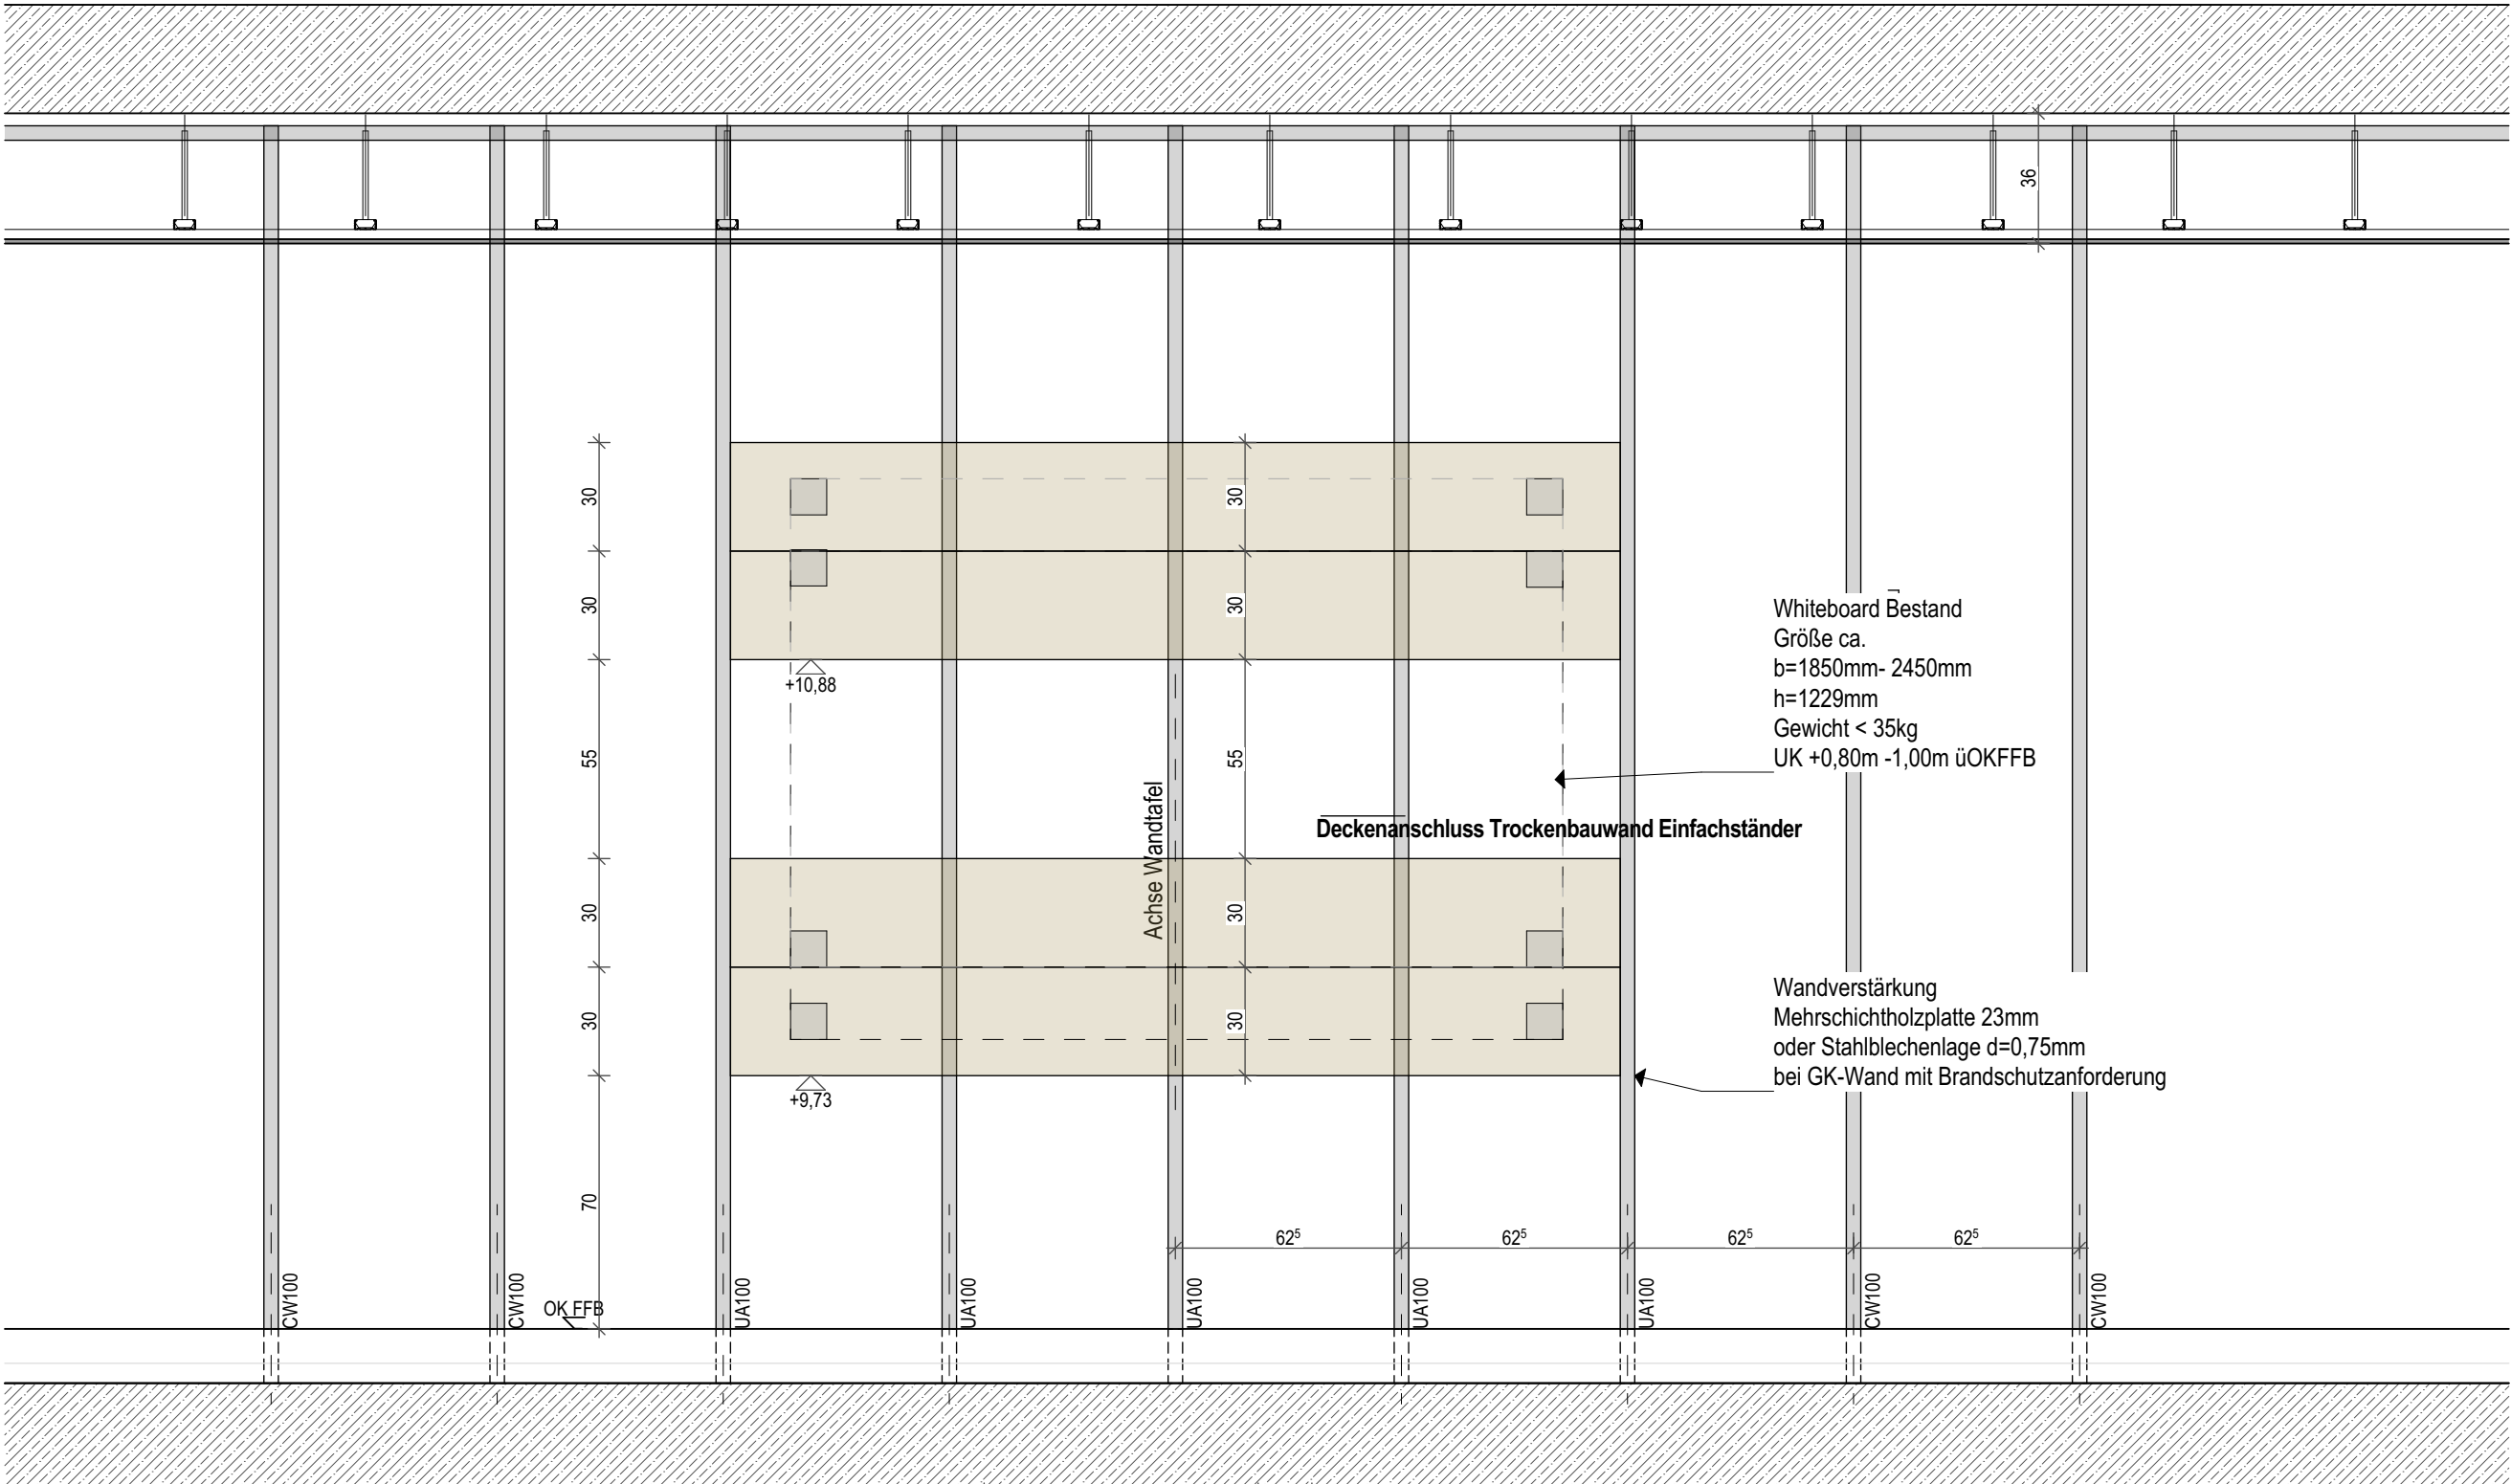 36
30
30
30
30
+10,88
55
55
Whiteboard Bestand
Größe ca.
b=1850mm- 2450mm
h=1229mm
Gewicht < 35kg
UK +0,80m -1,00m üOKFFB
Achse Wandtafel
Deckenanschluss Trockenbauwand Einfachständer
30
30
30
30
+9,73
Wandverstärkung
Mehrschichtholzplatte 23mm
oder Stahlblechenlage d=0,75mm
bei GK-Wand mit Brandschutzanforderung
70
62⁵
62⁵
62⁵
62⁵
OK FFB
CW100
CW100
UA100
UA100
UA100
UA100
UA100
CW100
CW100